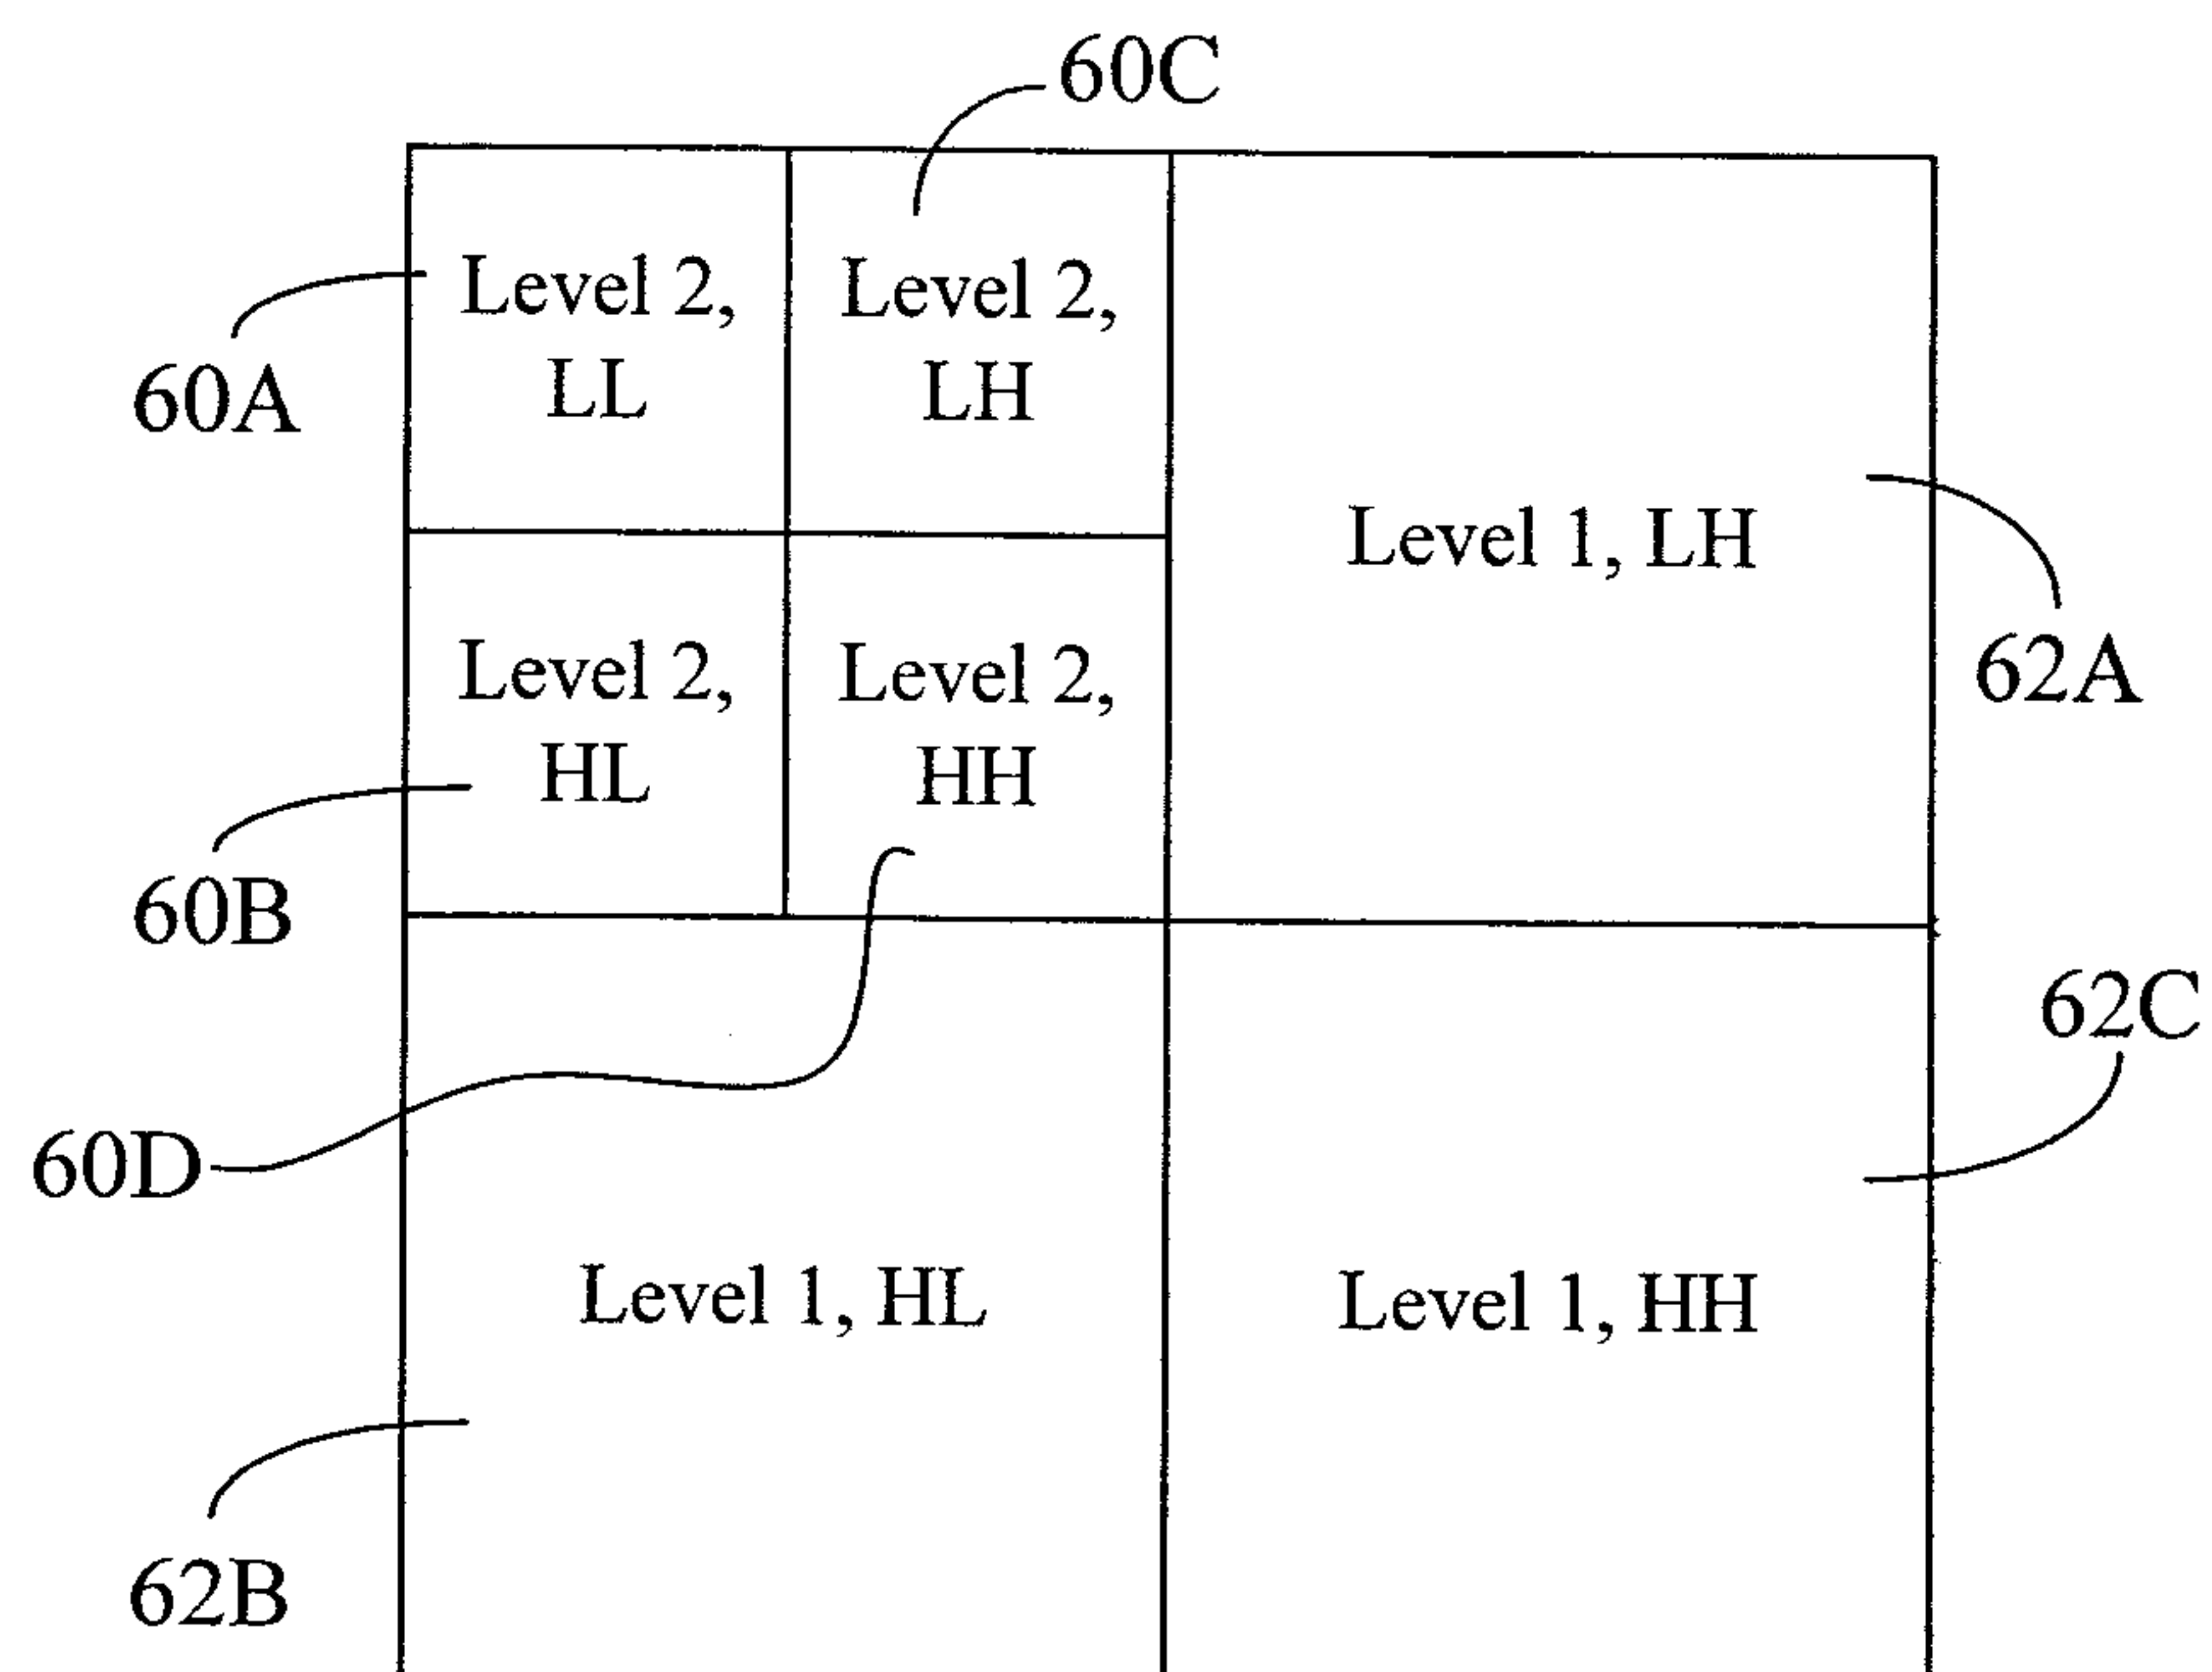 60C
Level 2,
LL
Level 2,
LH
60A
Level 1, LH
62A
Level 2,
HL
Level 2,
HH
60B
62C
60D
Level 1, HL
Level 1, HH
62B